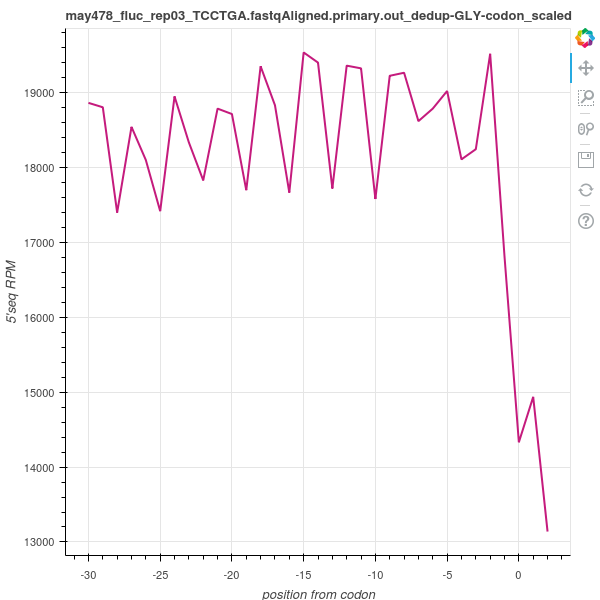 may478_fluc_rep03_TCCTGA.fastqAligned.primary.out_dedup-GLY-codon_scaled
19000
18000
17000
16000
15000
14000
13000
5'seq RPM
-30 -25 -20 -15 -10 -5 0
position from codon